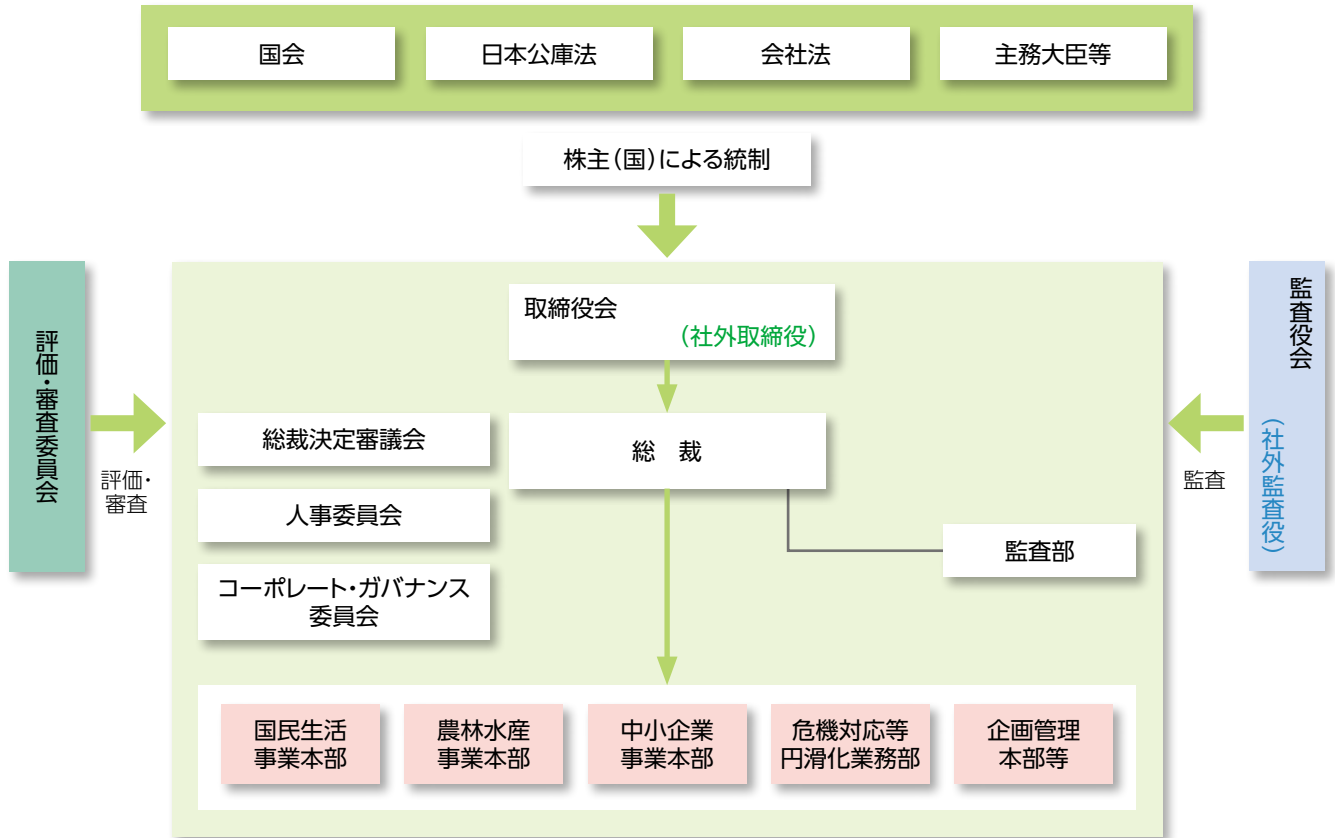 国会
日本公庫法
会社法
主務大臣等
株主(国)による統制
評価・審査委員会
評価・
審査
取締役会
(社外取締役)
総裁決定審議会
総　裁
人事委員会
コーポレート・ガバナンス
委員会
監査部
監査役会
(社外監査役)
監査
国民生活
事業本部
農林水産
事業本部
中小企業
事業本部
危機対応等
円滑化業務部
企画管理
本部等